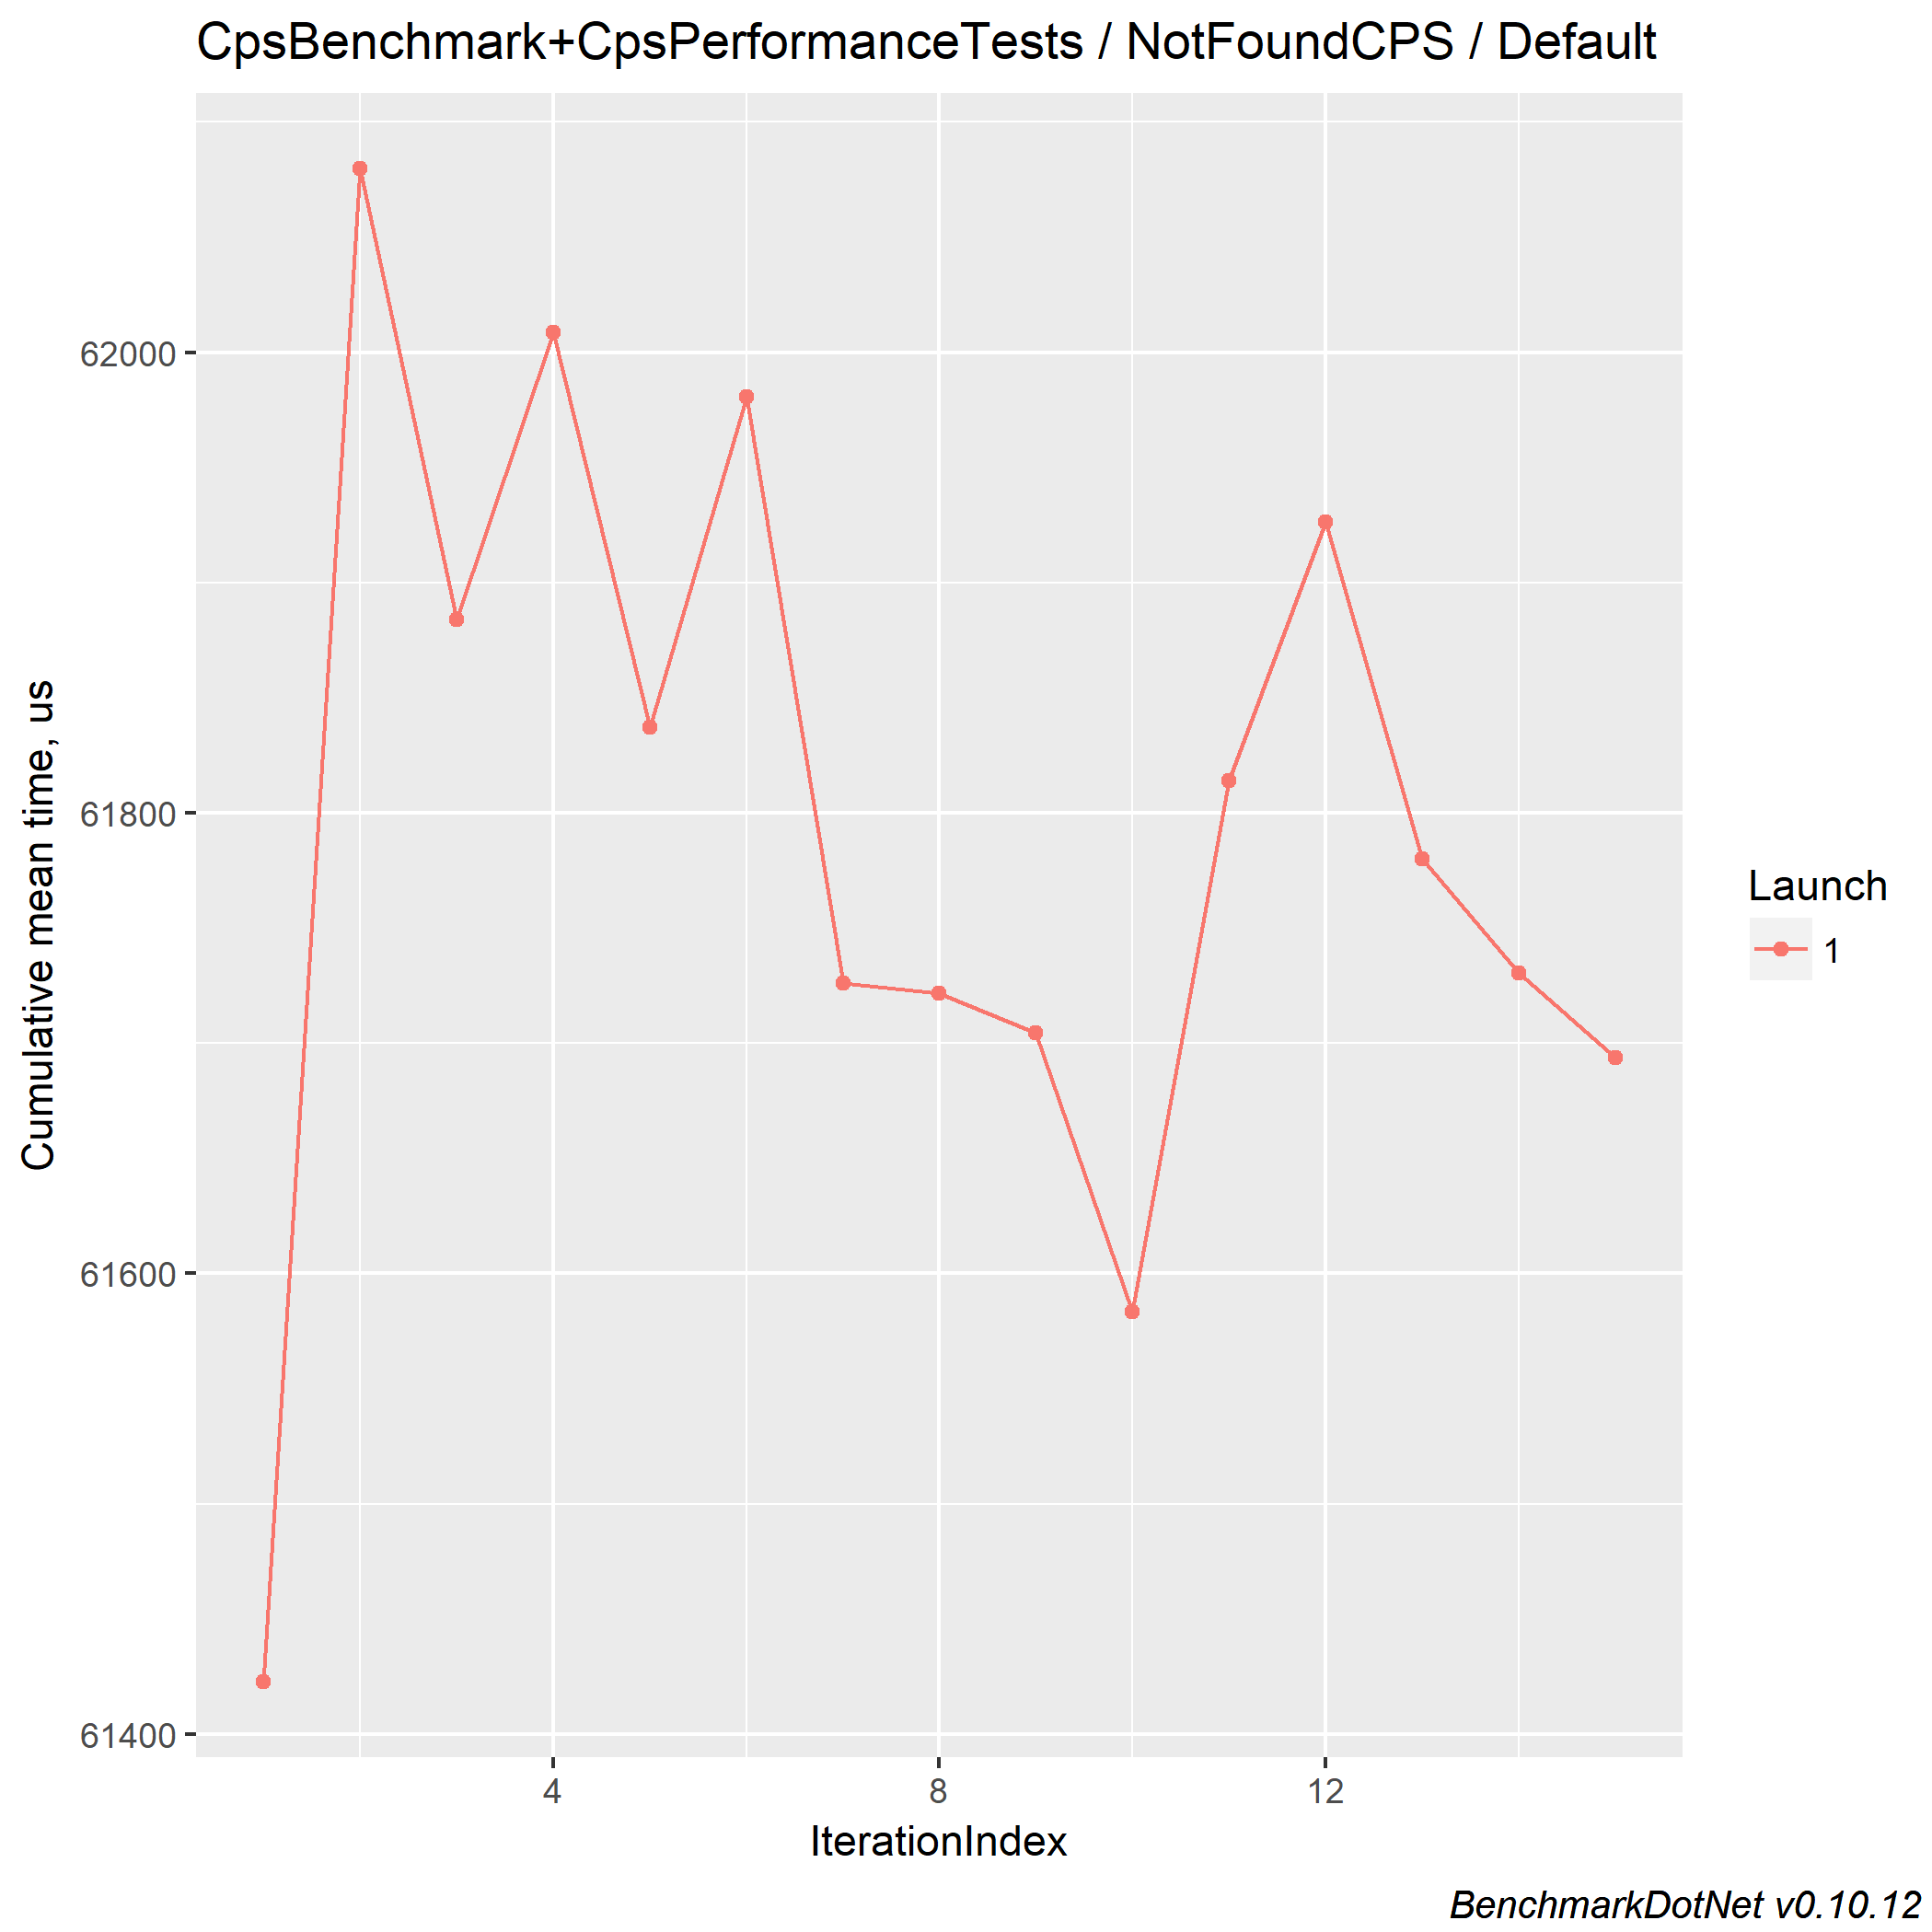 CpsBenchmark+CpsPerformanceTests / NotFoundCPS / Default
Cumulative mean time, us
62000
61800
61600
61400
4
8
12
IterationIndex
Launch
1
BenchmarkDotNet v0.10.12